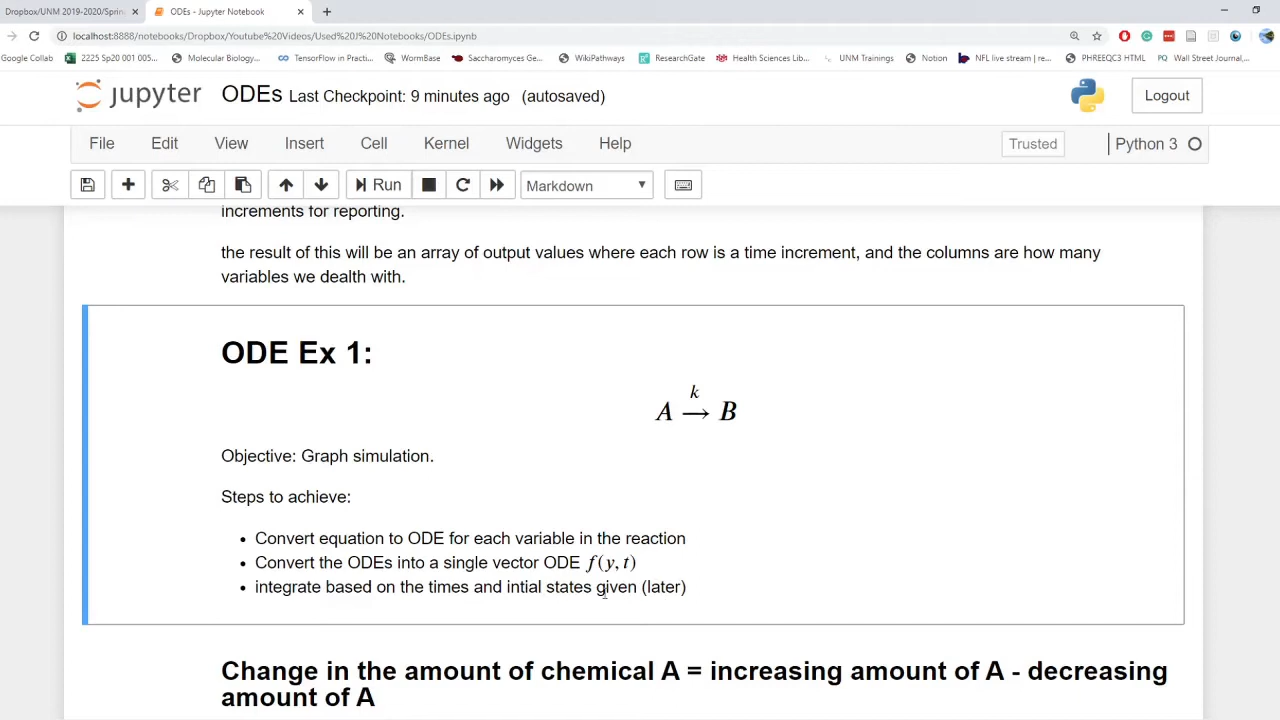 Dropbox/UNM 2019-2020/Sprin
ODEs - Jupyter Notebook
localhost:8888/notebooks/Dropbox/Youtube%20Videos/Used%20J%20Notebooks/ODEs.ipynb
Google Collab
2225 Sp20 001 005...
Molecular Biology...
TensorFlow in Practi...
WormBase
Saccharomyces Ge...
WikiPathways
ResearchGate
Health Sciences Lib...
UNM Trainings
Notion
NFL live stream | re...
PHREEQC3 HTML
Wall Street Journal,...
jupyter ODEs Last Checkpoint: 9 minutes ago (autosaved)
Logout
File Edit View Insert Cell Kernel Widgets Help
Trusted
Python 3
Run
Markdown
increments for reporting.
the result of this will be an array of output values where each row is a time increment, and the columns are how many
variables we dealth with.
ODE Ex 1:
k
A → B
Objective: Graph simulation.
Steps to achieve:
• Convert equation to ODE for each variable in the reaction
• Convert the ODEs into a single vector ODE f(y, t)
• integrate based on the times and intial states given (later)
Change in the amount of chemical A = increasing amount of A - decreasing
amount of A